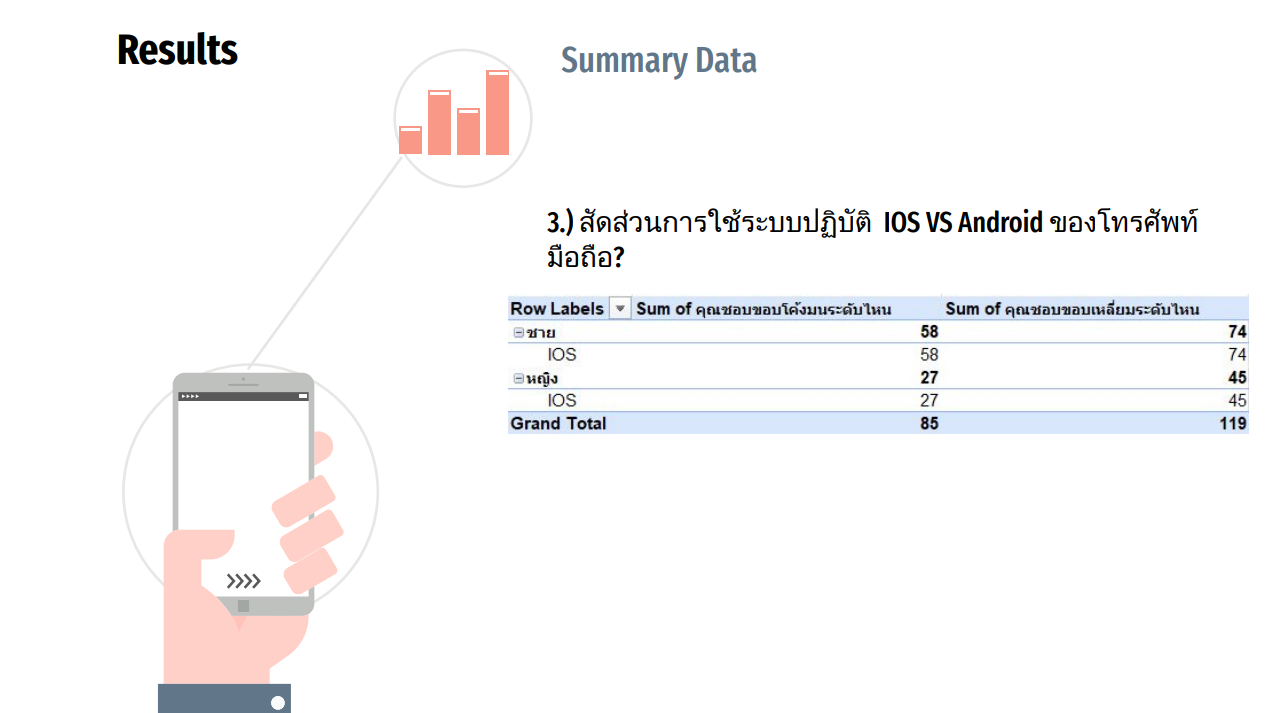 Results
Summary Data
3.) สัดส่วนการใช้ระบบปฏิบัติ IOS VS Android ของโทรศัพท์
มือถือ?
Row Labels Sum of คุณชอบขอบโค้งมนระดับไหน Sum of คุณชอบขอบเหลี่ยมระดับไหน
ชาย 58 74
IOS 58 74
หญิง 27 45
IOS 27 45
Grand Total 85 119